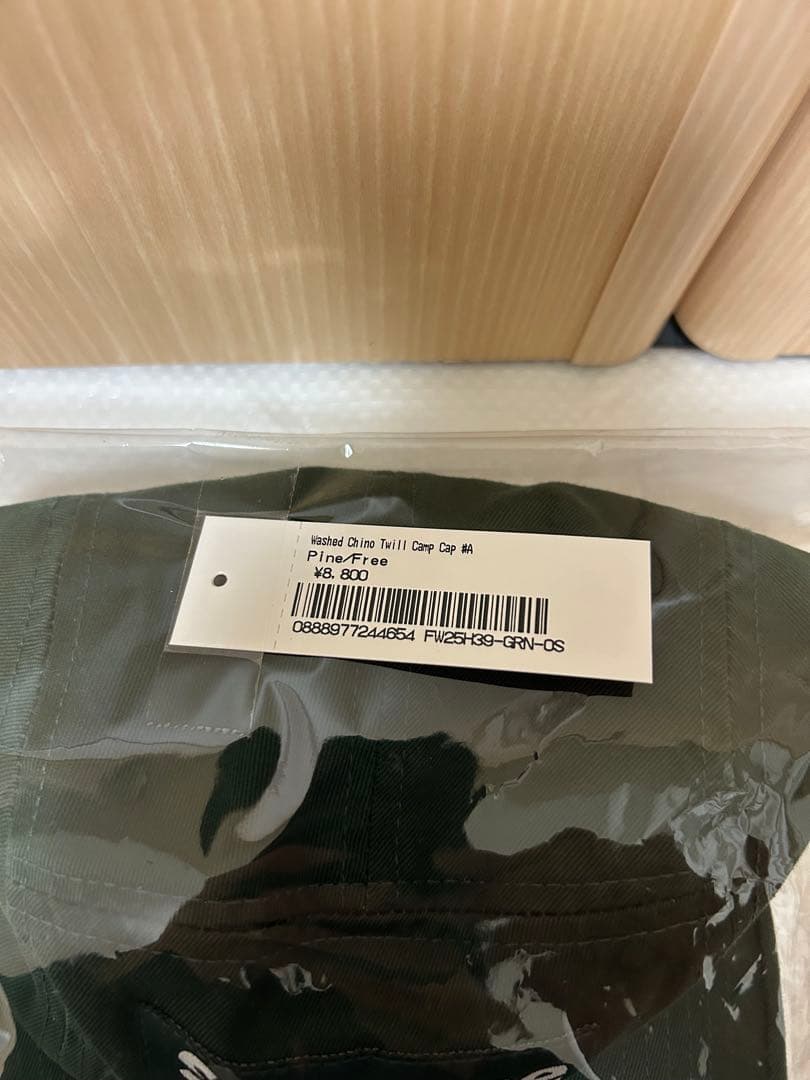 Washed Chino Twill Camp Cap #A
Pine/Free
¥8,800
0888977244654 FW25H39-GRN-OS